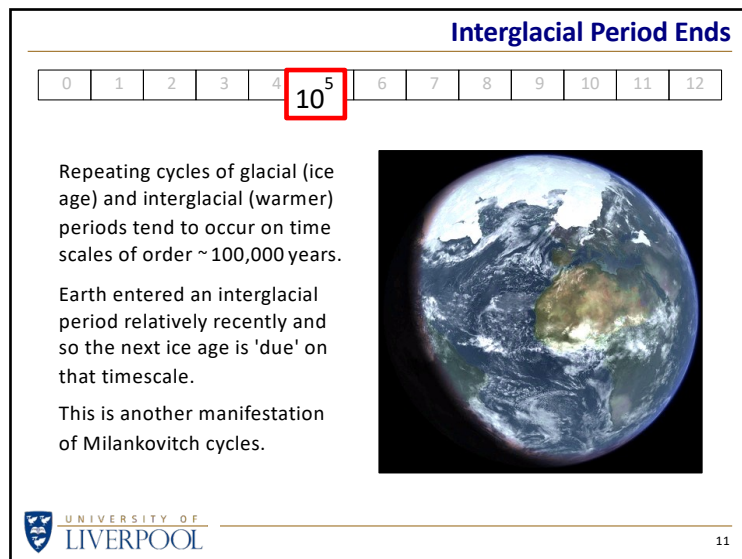 Interglacial Period Ends
0 1 2 3 4 10^5 6 7 8 9 10 11 12
Repeating cycles of glacial (ice
age) and interglacial (warmer)
periods tend to occur on time
scales of order ~100,000 years.
Earth entered an interglacial
period relatively recently and
so the next ice age is 'due' on
that timescale.
This is another manifestation
of Milankovitch cycles.
UNIVERSITY OF
LIVERPOOL
11